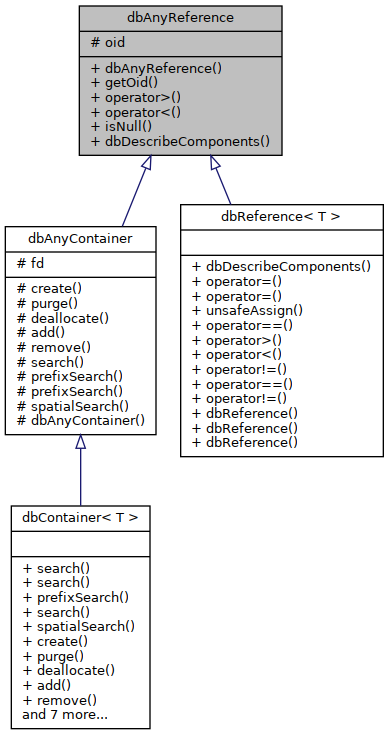 dbAnyReference
# oid
+ dbAnyReference()
+ getOid()
+ operator>()
+ operator<()
+ isNull()
+ dbDescribeComponents()
dbAnyContainer
# fd
# create()
# purge()
# deallocate()
# add()
# remove()
# search()
# prefixSearch()
# prefixSearch()
# spatialSearch()
# dbAnyContainer()
dbReference< T >
+ dbDescribeComponents()
+ operator=()
+ operator=()
+ unsafeAssign()
+ operator==()
+ operator>()
+ operator<()
+ operator!=()
+ operator==()
+ operator!=()
+ dbReference()
+ dbReference()
+ dbReference()
dbContainer< T >
+ search()
+ search()
+ prefixSearch()
+ search()
+ spatialSearch()
+ create()
+ purge()
+ deallocate()
+ add()
+ remove()
and 7 more...